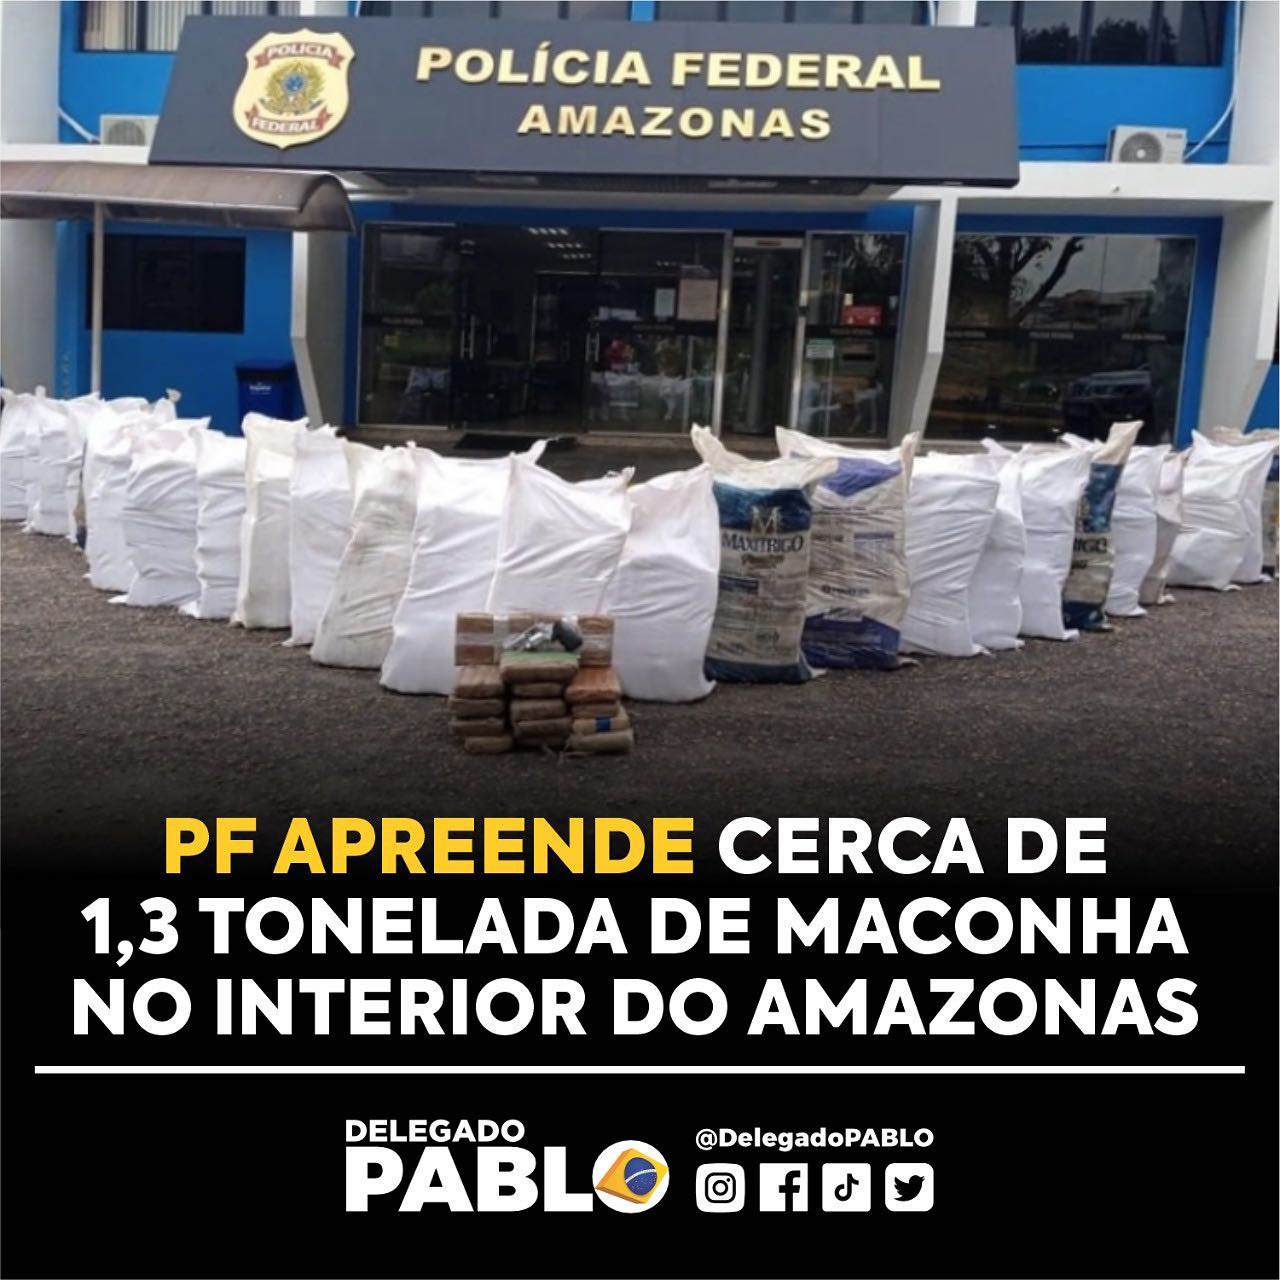 POLÍCIA FEDERAL
AMAZONAS
POLICIA
FEDERAL
MAXITRIGO
PF APREENDE CERCA DE
1,3 TONELADA DE MACONHA
NO INTERIOR DO AMAZONAS
DELEGADO
PABLO
@DelegadoPABLO